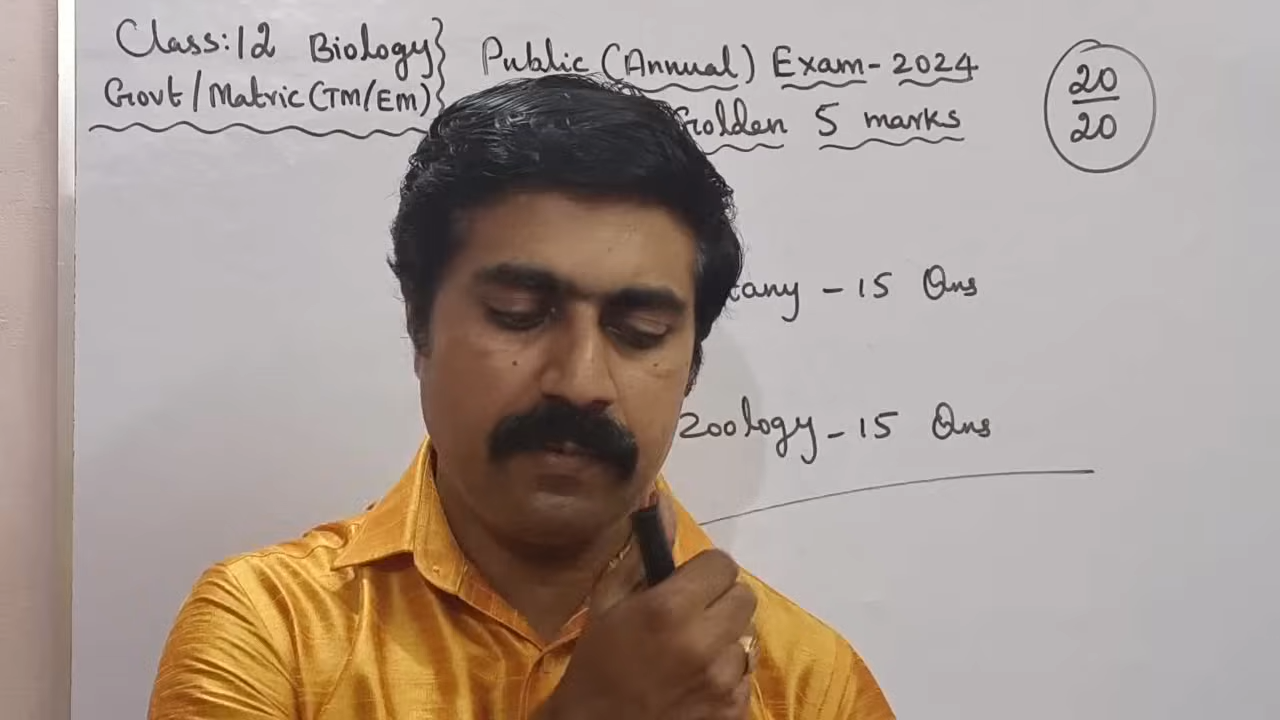 Class:12 Biology} Public (Annual) Exam-2024
Govt/Matric (TM/EM)} Golden 5 marks
20
20
tany - 15 Qns
Zoology - 15 Qns